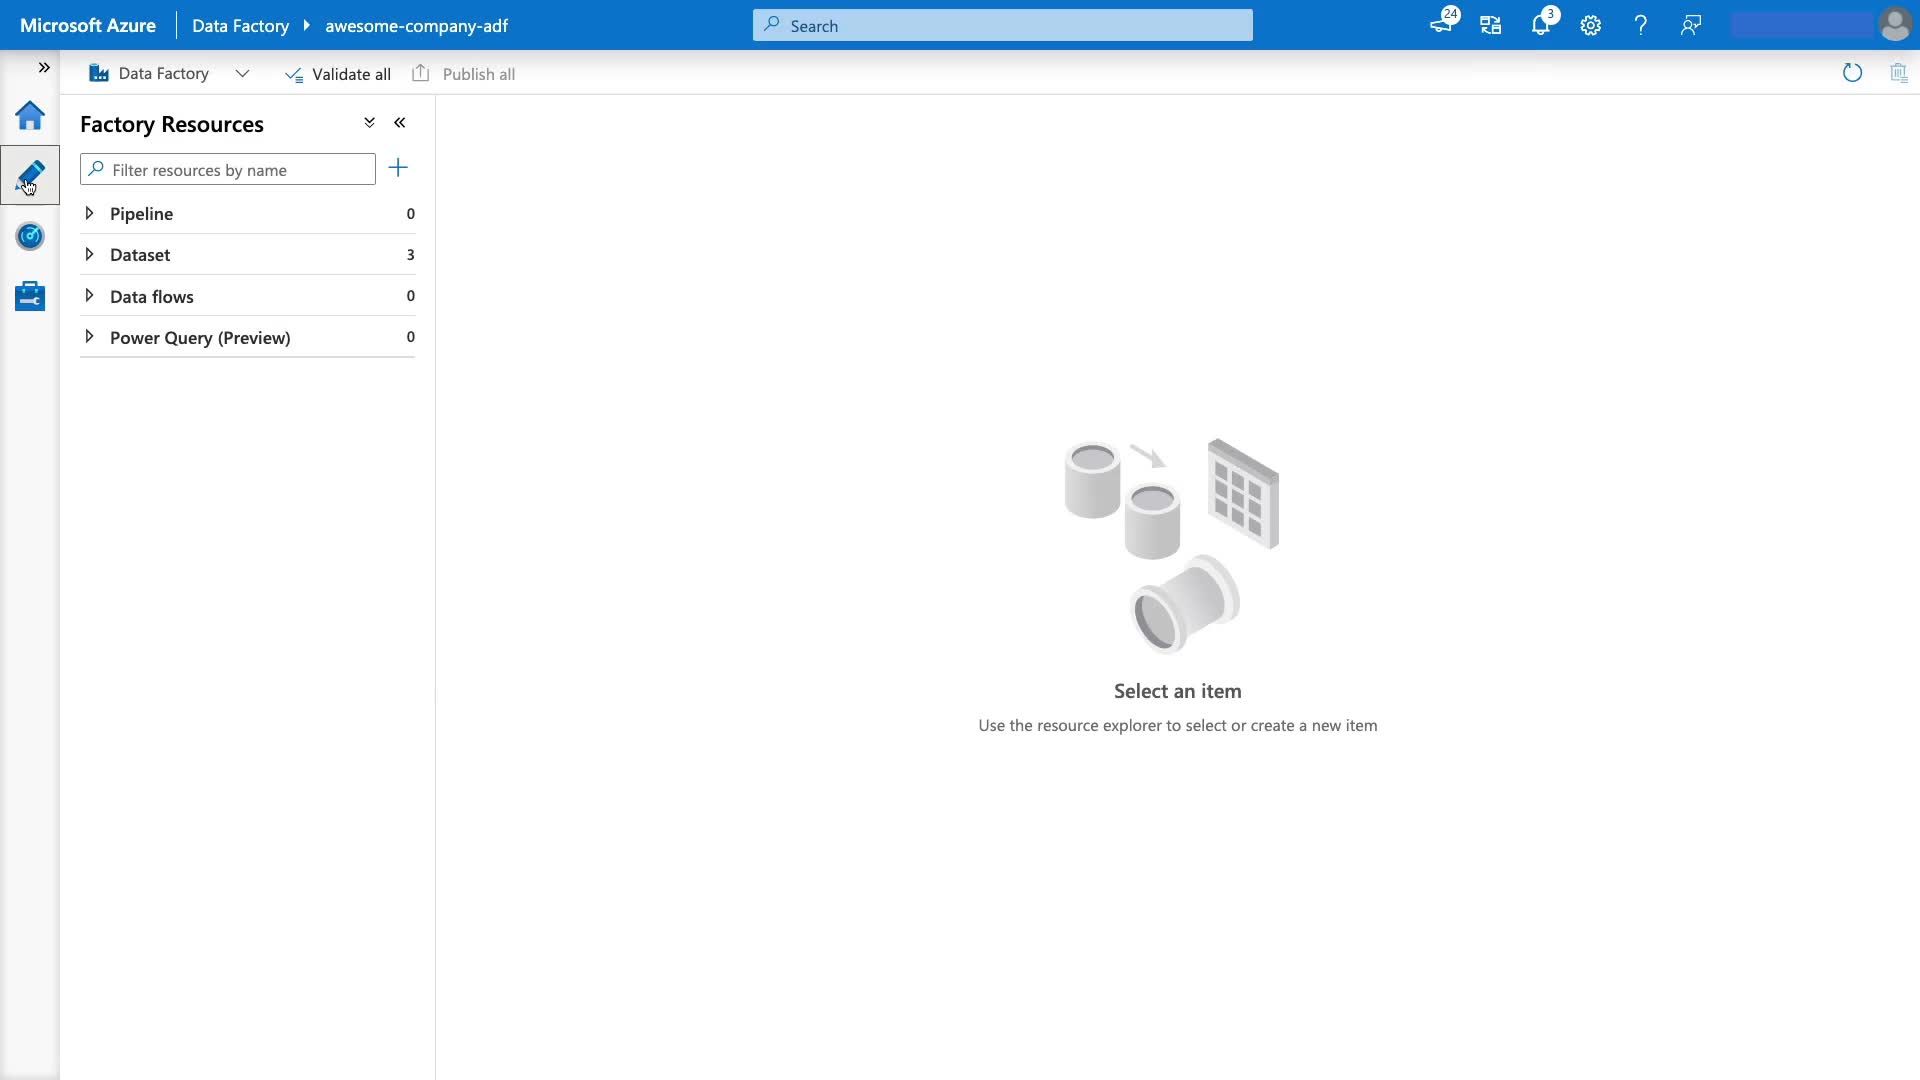 Microsoft Azure
Data Factory
awesome-company-adf
Search
24
3
Data Factory
Validate all
Publish all
Factory Resources
Filter resources by name
Pipeline 0
Dataset 3
Data flows 0
Power Query (Preview) 0
Select an item
Use the resource explorer to select or create a new item